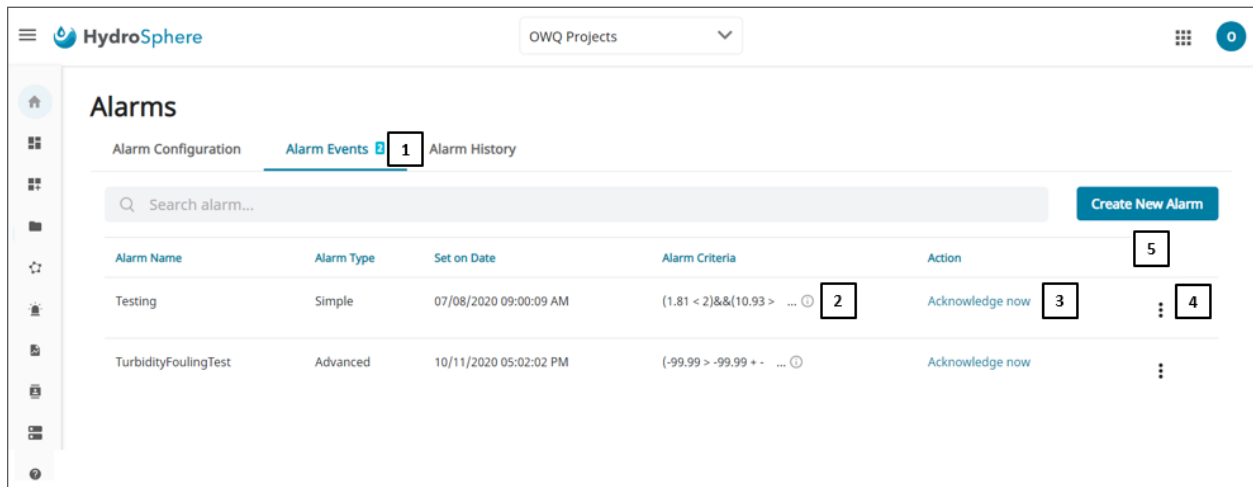 HydroSphere
OWQ Projects
O
Alarms
Alarm Configuration Alarm Events 2 1 Alarm History
Search alarm...
Create New Alarm
5
Alarm Name Alarm Type Set on Date Alarm Criteria Action
Testing Simple 07/08/2020 09:00:09 AM (1.81 < 2)&&(10.93 > ... 2 Acknowledge now 3 4
TurbidityFoulingTest Advanced 10/11/2020 05:02:02 PM (-99.99 > -99.99 + - ... Acknowledge now